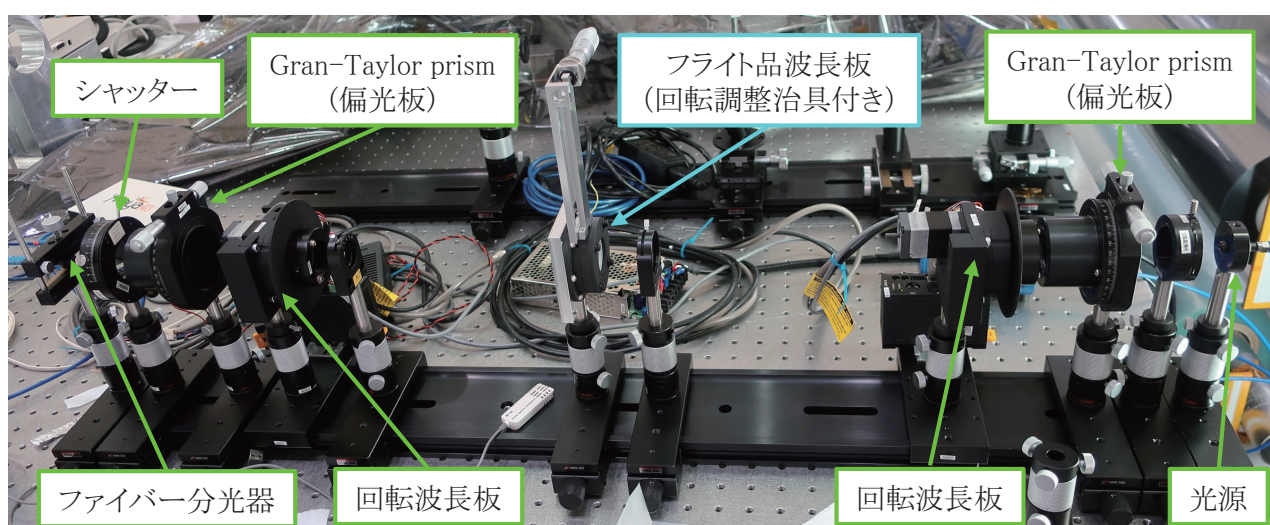 シャッター
Gran-Taylor prism
(偏光板)
フライト品波長板
(回転調整治具付き)
Gran-Taylor prism
(偏光板)
ファイバー分光器
回転波長板
回転波長板
光源